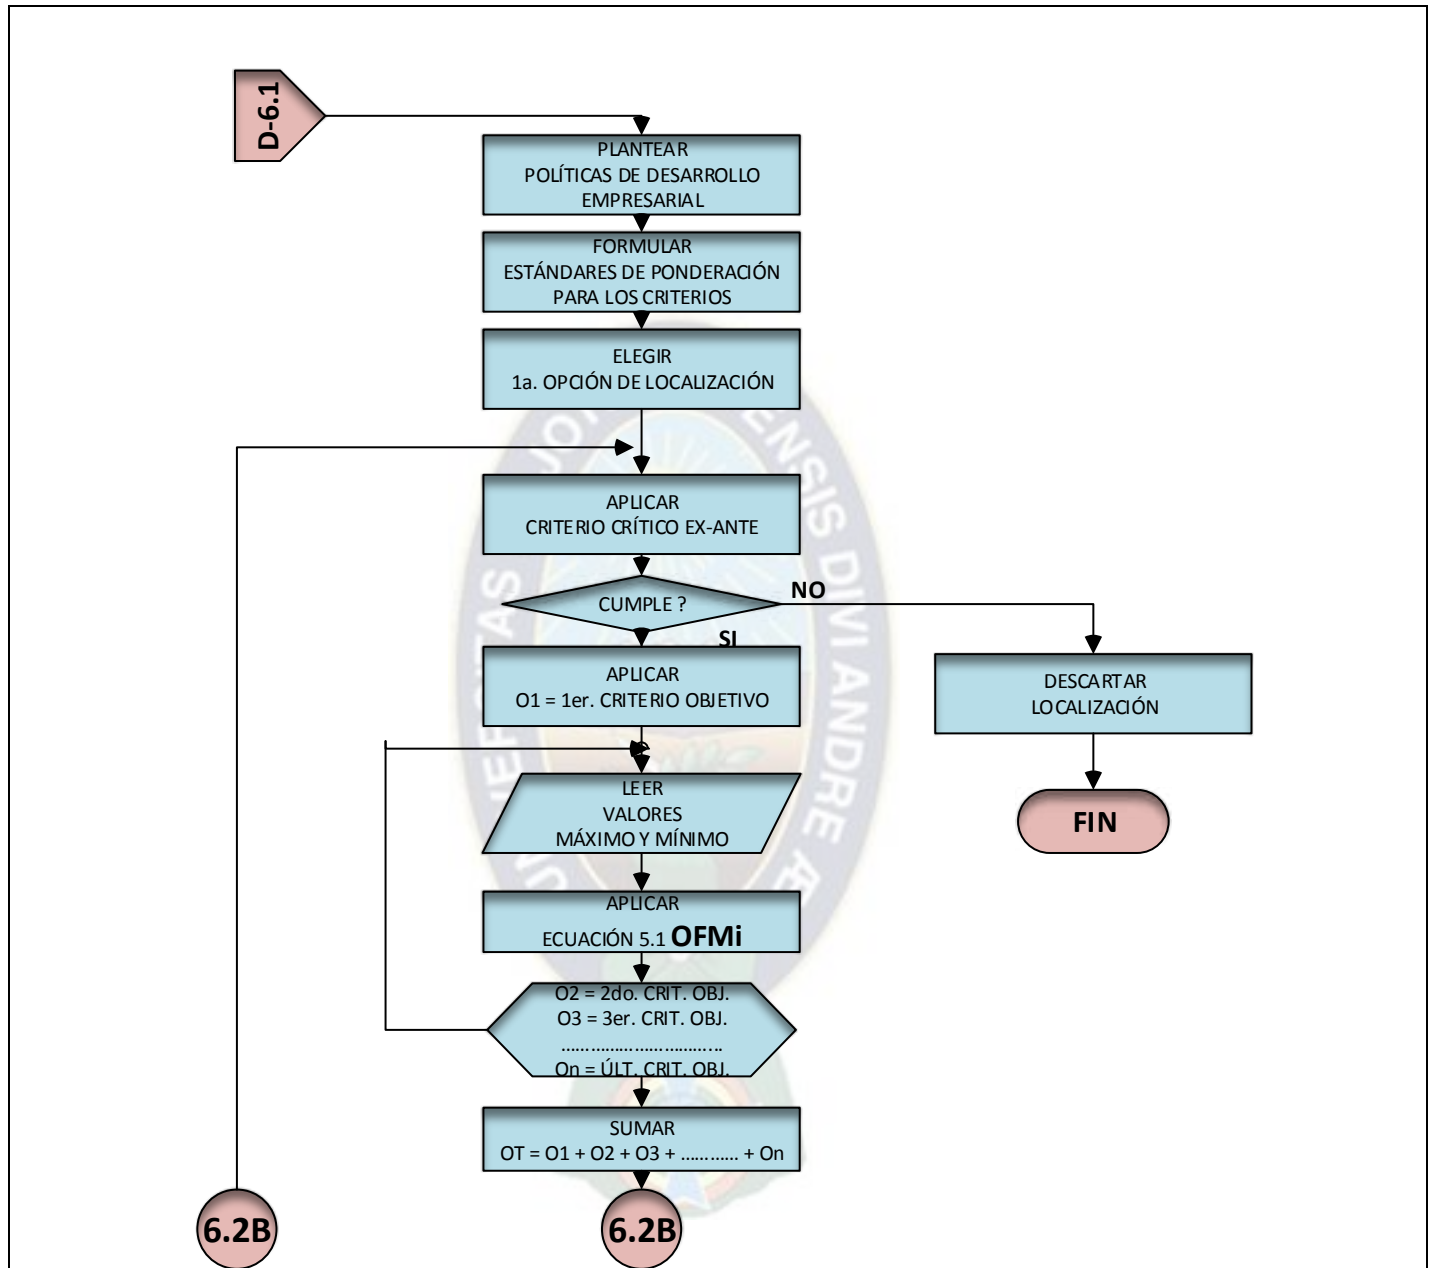 D-6.1
PLANTEAR
POLÍTICAS DE DESARROLLO
EMPRESARIAL
FORMULAR
ESTÁNDARES DE PONDERACIÓN
PARA LOS CRITERIOS
ELEGIR
1a. OPCIÓN DE LOCALIZACIÓN
APLICAR
CRITERIO CRÍTICO EX-ANTE
CUMPLE ?
NO
SI
APLICAR
O1 = 1er. CRITERIO OBJETIVO
DESCARTAR
LOCALIZACIÓN
LEER
VALORES
MÁXIMO Y MÍNIMO
FIN
APLICAR
ECUACIÓN 5.1 OFMi
O2 = 2do. CRIT. OBJ.
O3 = 3er. CRIT. OBJ.
......................................
On = ÚLT. CRIT. OBJ.
SUMAR
OT = O1 + O2 + O3 + ............ + On
6.2B
6.2B
ENSIS DIVI ANDRE Æ